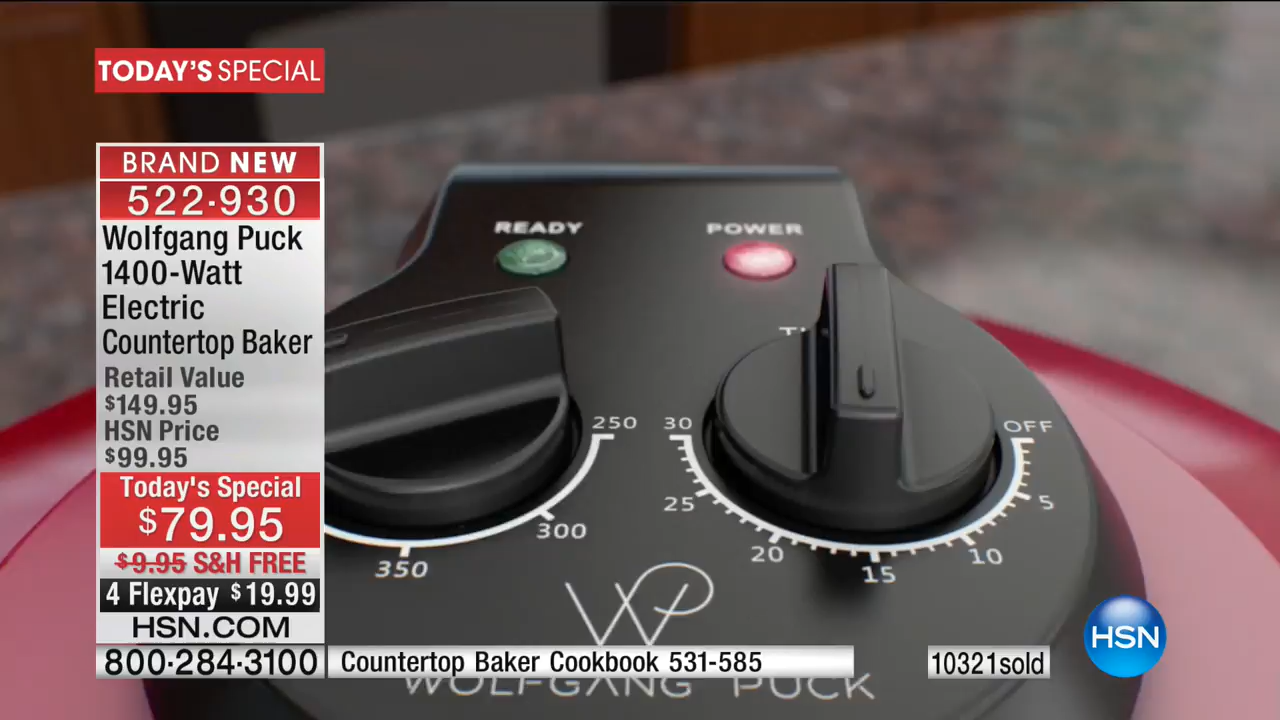 TODAY'S SPECIAL
BRAND NEW
522-930
Wolfgang Puck
1400-Watt
Electric
Countertop Baker
Retail Value
$149.95
HSN Price
$99.95
Today's Special
$79.95
$9.95 S&H FREE
4 Flexpay $19.99
HSN.COM
800-284-3100
Countertop Baker Cookbook 531-585
10321sold
HSN
READY
POWER
250
300
350
30
25
20
15
10
5
OFF
WP
WOLFGANG PUCK